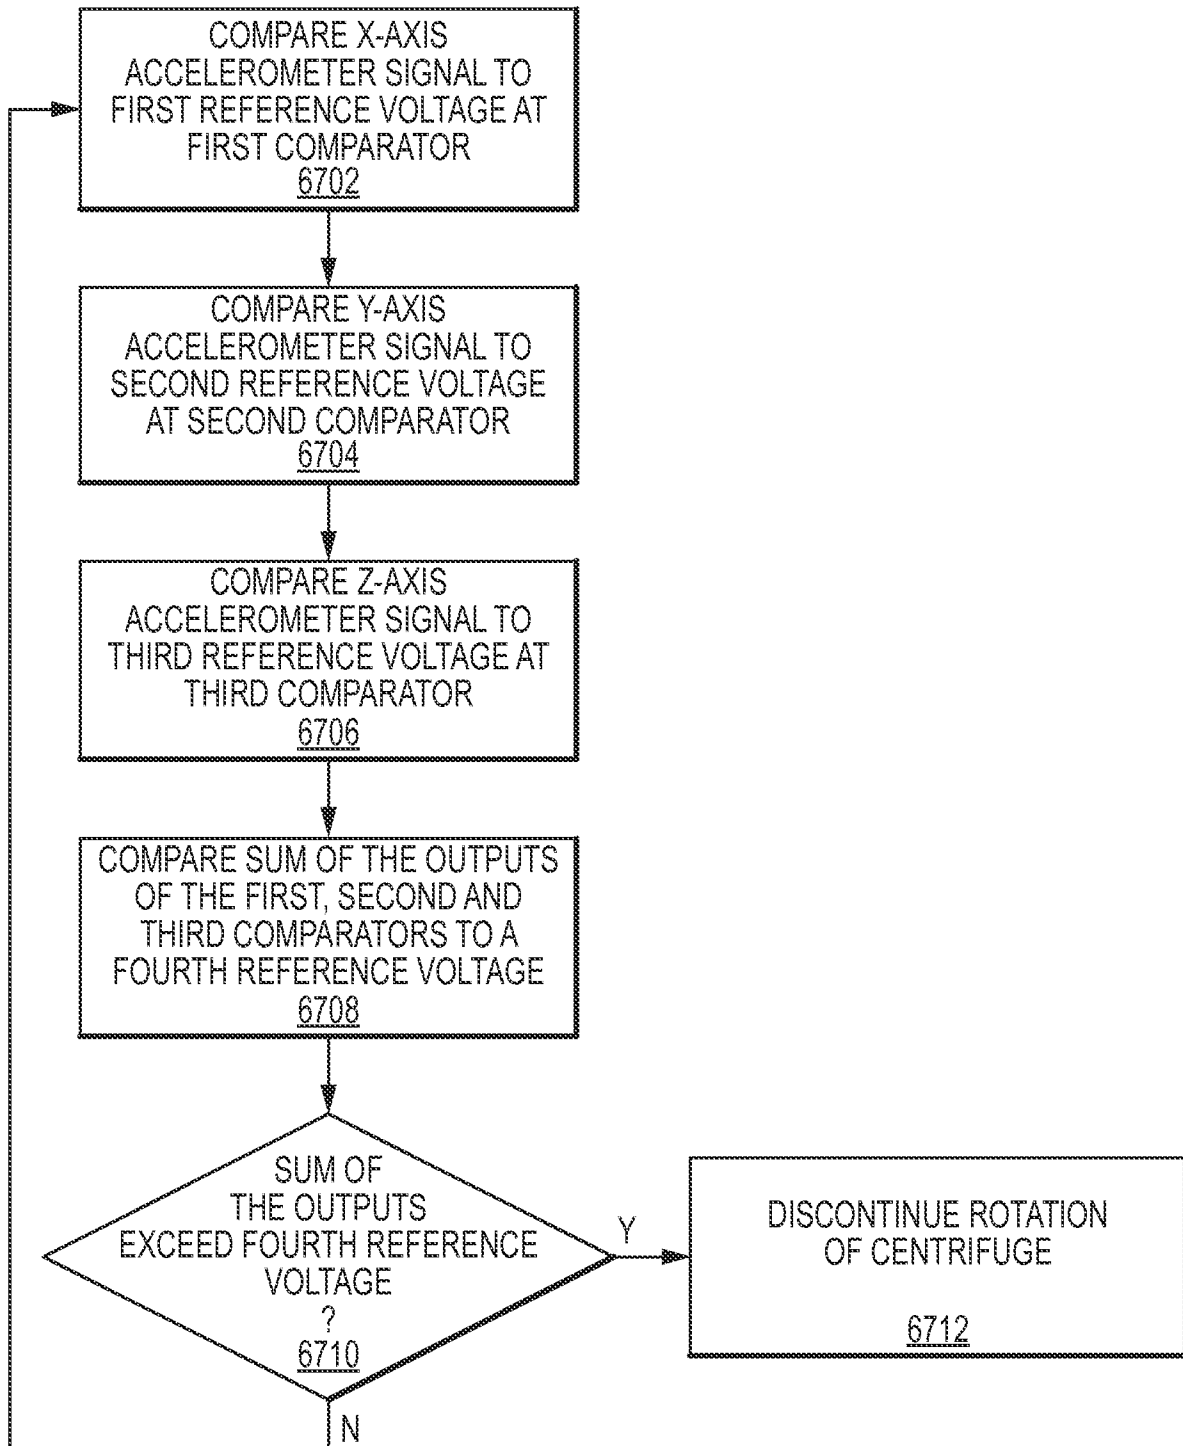 COMPARE X-AXIS
ACCELEROMETER SIGNAL TO
FIRST REFERENCE VOLTAGE AT
FIRST COMPARATOR
6702
COMPARE Y-AXIS
ACCELEROMETER SIGNAL TO
SECOND REFERENCE VOLTAGE
AT SECOND COMPARATOR
6704
COMPARE Z-AXIS
ACCELEROMETER SIGNAL TO
THIRD REFERENCE VOLTAGE AT
THIRD COMPARATOR
6706
COMPARE SUM OF THE OUTPUTS
OF THE FIRST, SECOND AND
THIRD COMPARATORS TO A
FOURTH REFERENCE VOLTAGE
6708
SUM OF
THE OUTPUTS
EXCEED FOURTH REFERENCE
VOLTAGE
?
6710
Y
DISCONTINUE ROTATION
OF CENTRIFUGE
6712
N